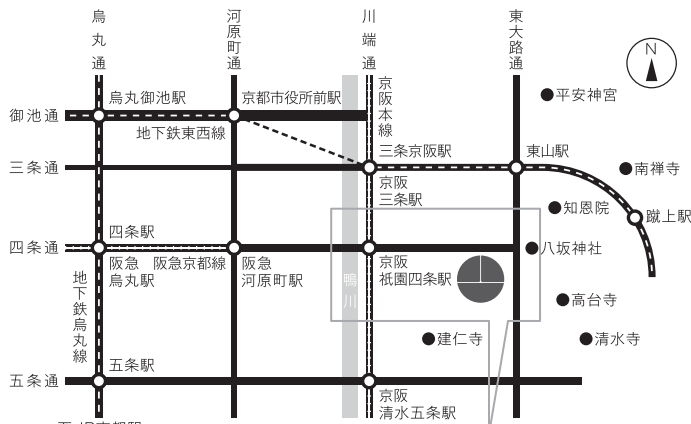 烏丸通
河原町通
川端通
東大路通
N
京阪本線
平安神宮
烏丸御池駅
京都市役所前駅
御池通
地下鉄東西線
三条京阪駅
東山駅
三条通
南禅寺
京阪
三条駅
知恩院
蹴上駅
四条駅
四条通
八坂神社
阪急
烏丸駅
阪急京都線
阪急
河原町駅
京阪
祇園四条駅
鴨川
地下鉄烏丸線
高台寺
建仁寺
清水寺
五条駅
五条通
京阪
清水五条駅